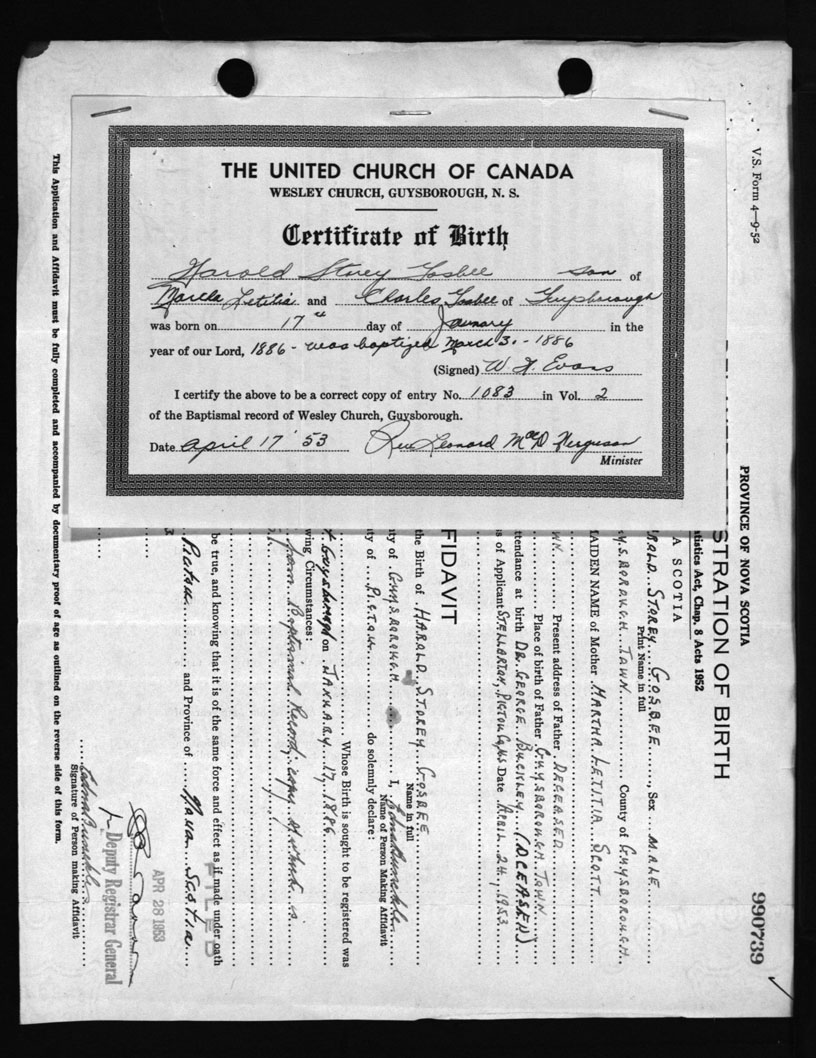 THE UNITED CHURCH OF CANADA
WESLEY CHURCH, GUYSBOROUGH, N. S.
Certificate of Birth
Harold Storey Gosbee son of
Letitia and Charles Gosbee of Guysborough
was born on 17th day of January in the
year of our Lord, 1886 - was baptized March 3. - 1886
(Signed) W. H. Evans
I certify the above to be a correct copy of entry No. 1083 in Vol. 2
of the Baptismal record of Wesley Church, Guysborough.
Date April 17 '53 Rev Leonard McD Ferguson
Minister
V.S. Form 4—9-52
990739
PROVINCE OF NOVA SCOTIA
STRATION OF BIRTH
tistics Act, Chap. 8 Acts 1952
A SCOTIA
RALD STOREY GOSBEE Sex MALE
Print Name in full
YSBOROUGH TOWN County of GUYSBOROUGH
AIDEN NAME of Mother MARTHA LETITIA SCOTT
WN Present address of Father DECEASED
Place of birth of Father GUYSBOROUGH TOWN
ttendance at birth DR. GEORGE BUCKLEY (DCEASED)
s of Applicant STELLARTON, PICTOU Co, NS Date APRIL 24, 1953
FIDAVIT
the Birth of HAROLD STOREY GOSBEE
Name in full
ty of GUYSBOROUGH I,
Name of Person Making Affidavit
ty of PICTOU do solemnly declare:
Whose Birth is sought to be registered was
t Guysborough on JANUARY 17, 1886
wing Circumstances:
from Baptismal Record, copy of which is
be true, and knowing that it is of the same force and effect as if made under oath
FILED
Pictou and Province of Nova Scotia
3
APR 28 1953
Deputy Registrar General
Signature of Person making Affidavit
This Application and Affidavit must be fully completed and accompanied by documentary proof of age as outlined on the reverse side of this form.